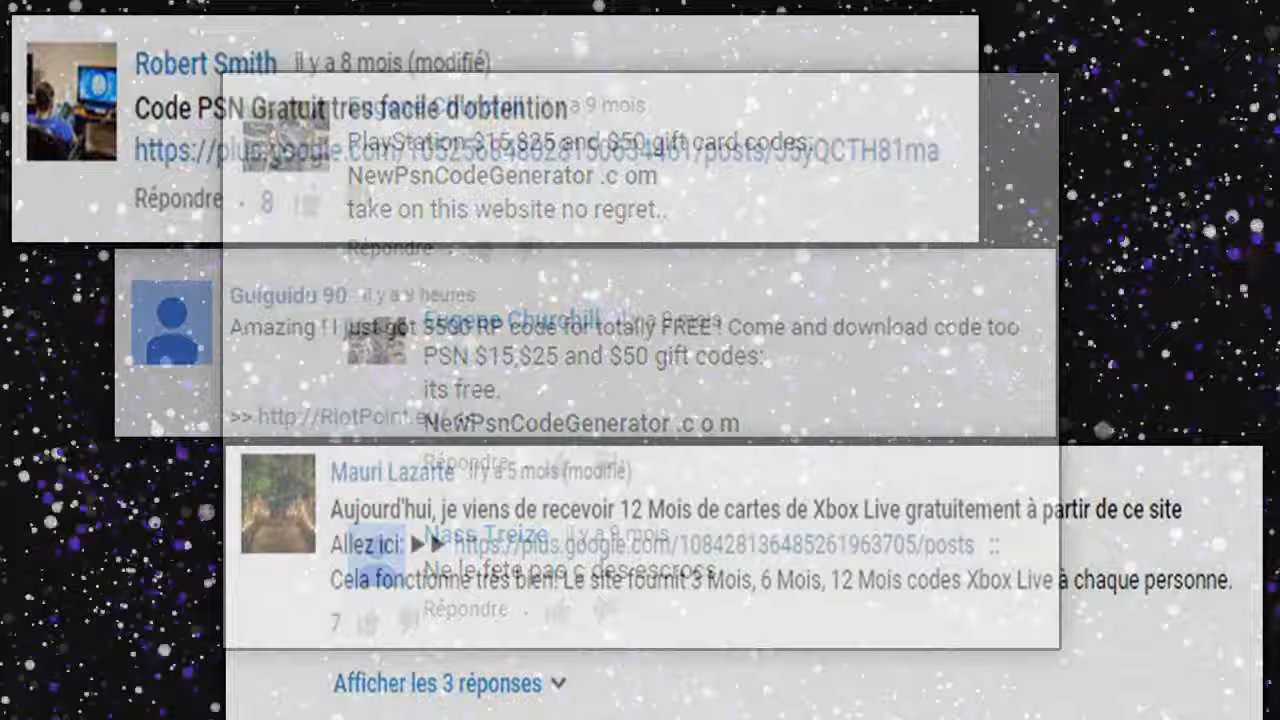 Robert Smith il y a 8 mois (modifié)
Code PSN Gratuit très facile d'obtention
https://plus.google.com/ /posts/
Répondre . 8
Eugene Churchill il y a 9 mois
PlayStation $15,$25 and $50 gift card codes:
NewPsnCodeGenerator .c om
take on this website no regret..
Répondre .
Guiguidu 90 il y a 9 heures
Amazing ! I just got 5500 RP code for totally FREE ! Come and download code too
>> http://RiotPoint.
Eugene Churchill il y a 9 mois
PSN $15,$25 and $50 gift codes:
its free.
NewPsnCodeGenerator .c o m
Répondre
Mauri Lazarte il y a 5 mois (modifié)
Aujourd'hui, je viens de recevoir 12 Mois de cartes de Xbox Live gratuitement à partir de ce site
Allez ici: ►► https://plus.google.com/108428136485261963705/posts ::
Cela fonctionne très bien! Le site fournit 3 Mois, 6 Mois, 12 Mois codes Xbox Live à chaque personne.
7
Nass Treize il y a 9 mois
Ne le fete pas c des escrocs
Répondre .
Afficher les 3 réponses